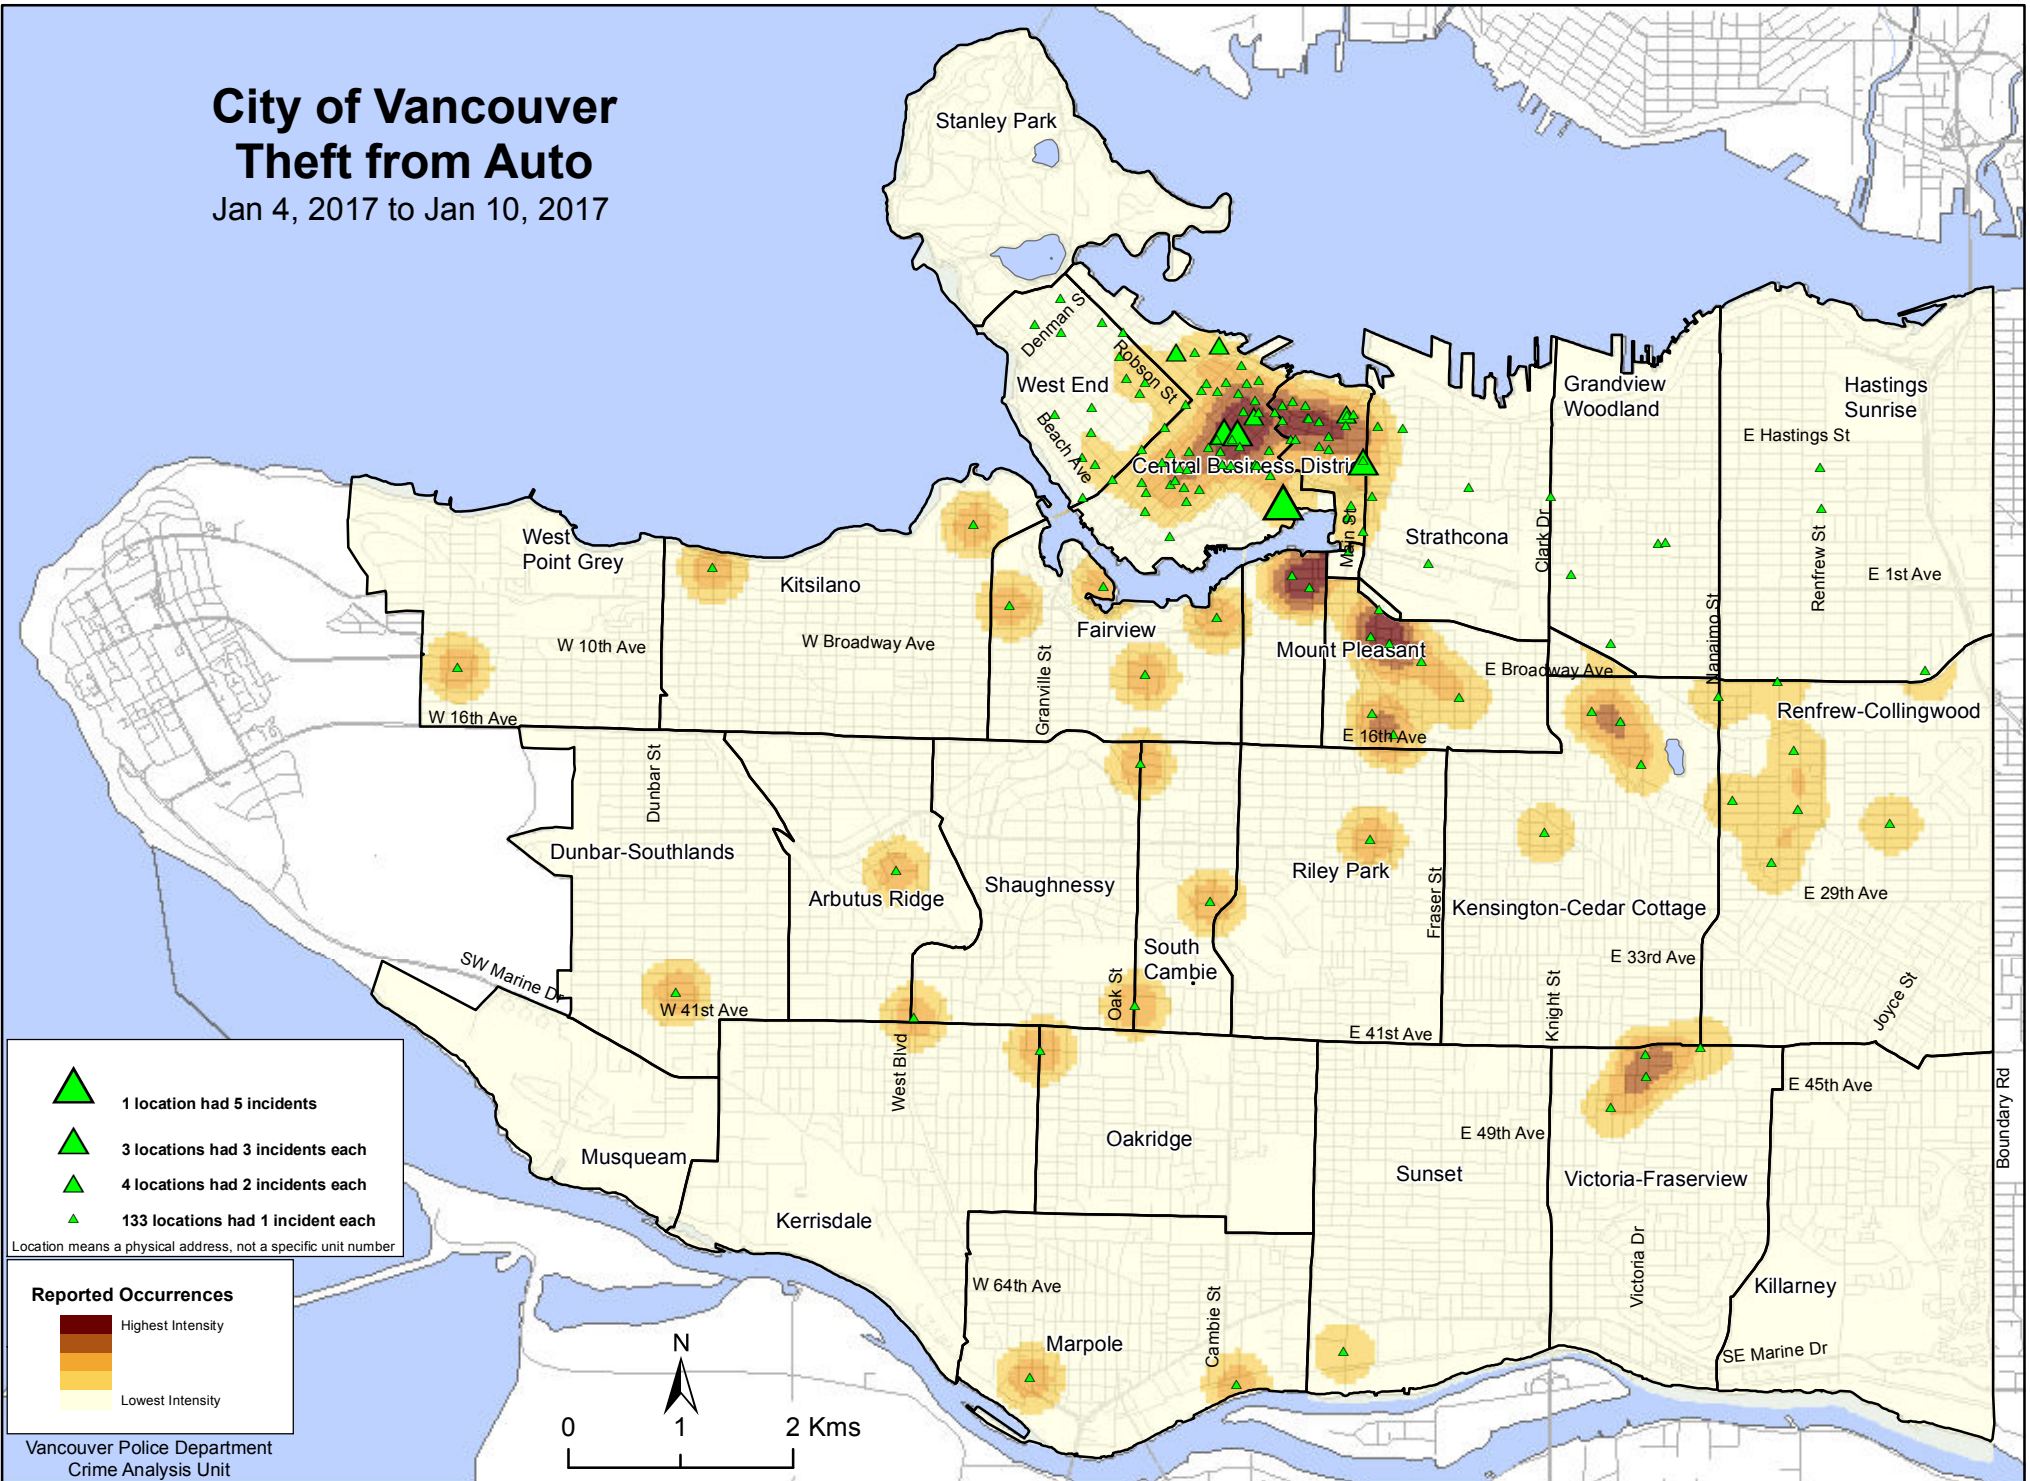 City of Vancouver
Theft from Auto
Jan 4, 2017 to Jan 10, 2017
Stanley Park
Denman S
Robson St
West End
Beach Ave
Central Business Distri
Grandview
Woodland
Hastings
Sunrise
E Hastings St
West
Point Grey
Kitsilano
Main St
Strathcona
Clark Dr
Renfrew St
E 1st Ave
W 10th Ave
W Broadway Ave
Fairview
Granville St
Mount Pleasant
E Broadway Ave
Nanaimo St
W 16th Ave
E 16th Ave
Renfrew-Collingwood
Dunbar St
Dunbar-Southlands
Arbutus Ridge
Shaughnessy
Riley Park
Fraser St
Kensington-Cedar Cottage
E 29th Ave
South
Cambie
Oak St
E 33rd Ave
Knight St
Joyce St
SW Marine Dr
W 41st Ave
E 41st Ave
West Blvd
E 45th Ave
Boundary Rd
Musqueam
Oakridge
E 49th Ave
Sunset
Victoria-Fraserview
Kerrisdale
Victoria Dr
W 64th Ave
Cambie St
Killarney
Marpole
SE Marine Dr
1 location had 5 incidents
3 locations had 3 incidents each
4 locations had 2 incidents each
133 locations had 1 incident each
Location means a physical address, not a specific unit number
Reported Occurrences
Highest Intensity
Lowest Intensity
Vancouver Police Department
Crime Analysis Unit
N
0 1 2 Kms